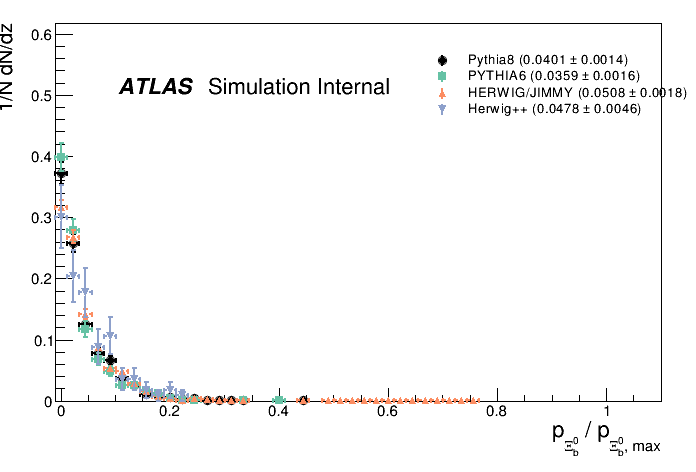 1/N dN/dz
0.6
0.5
0.4
0.3
0.2
0.1
0
ATLAS Simulation Internal
Pythia8 (0.0401 ± 0.0014)
PYTHIA6 (0.0359 ± 0.0016)
HERWIG/JIMMY (0.0508 ± 0.0018)
Herwig++ (0.0478 ± 0.0046)
0 0.2 0.4 0.6 0.8 1
p_{Ξ_b^0} / p_{Ξ_b^0, max}